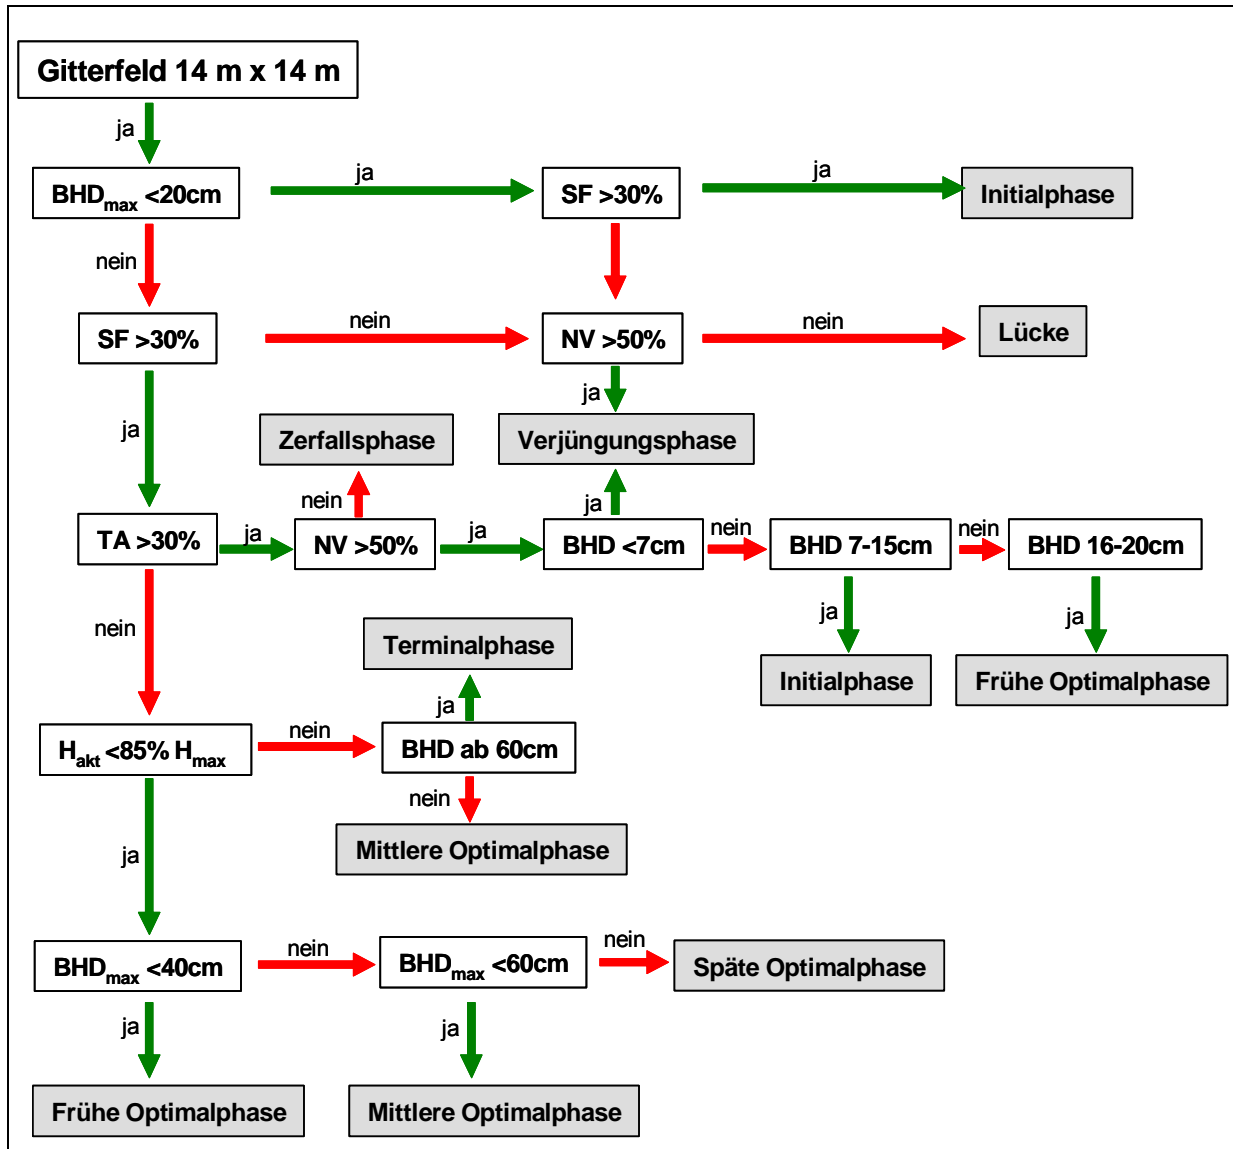 Gitterfeld 14 m x 14 m
ja
BHDmax <20cm
ja
SF >30%
ja
Initialphase
nein
SF >30%
nein
NV >50%
nein
Lücke
ja
ja
Zerfallsphase
Verjüngungsphase
nein
ja
TA >30%
ja
NV >50%
ja
BHD <7cm
nein
BHD 7-15cm
nein
BHD 16-20cm
nein
ja
ja
Terminalphase
Initialphase
Frühe Optimalphase
ja
Hakt <85% Hmax
nein
BHD ab 60cm
nein
Mittlere Optimalphase
ja
BHDmax <40cm
nein
BHDmax <60cm
nein
Späte Optimalphase
ja
ja
Frühe Optimalphase
Mittlere Optimalphase